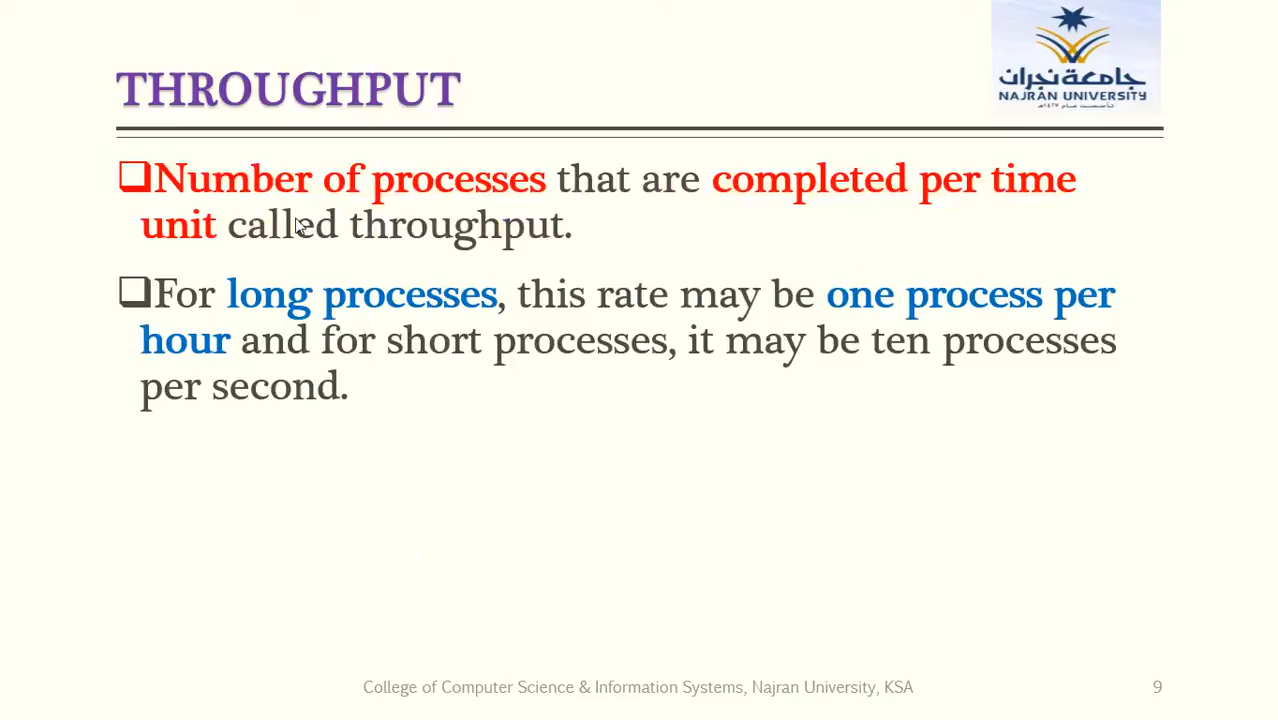 جامعة نجران
NAJRAN UNIVERSITY
THROUGHPUT
❑Number of processes that are completed per time
unit called throughput.
❑For long processes, this rate may be one process per
hour and for short processes, it may be ten processes
per second.
College of Computer Science & Information Systems, Najran University, KSA
9